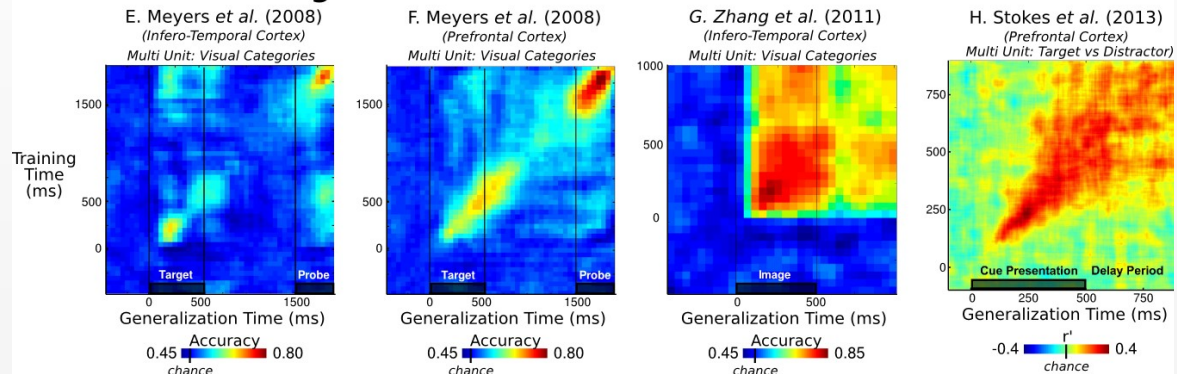 E. Meyers et al. (2008)
(Infero-Temporal Cortex)
Multi Unit: Visual Categories
Training
Time
(ms)
1500
500
0
Target
Probe
0 500 1500
Generalization Time (ms)
Accuracy
0.45 0.80
chance
F. Meyers et al. (2008)
(Prefrontal Cortex)
Multi Unit: Visual Categories
1500
500
0
Target
Probe
0 500 1500
Generalization Time (ms)
Accuracy
0.45 0.80
chance
G. Zhang et al. (2011)
(Infero-Temporal Cortex)
Multi Unit: Visual Categories
1000
500
0
Image
0 500
Generalization Time (ms)
Accuracy
0.45 0.85
chance
H. Stokes et al. (2013)
(Prefrontal Cortex)
Multi Unit: Target vs Distractor)
750
500
250
0
Cue Presentation Delay Period
0 250 500 750
Generalization Time (ms)
r'
-0.4 0.4
chance